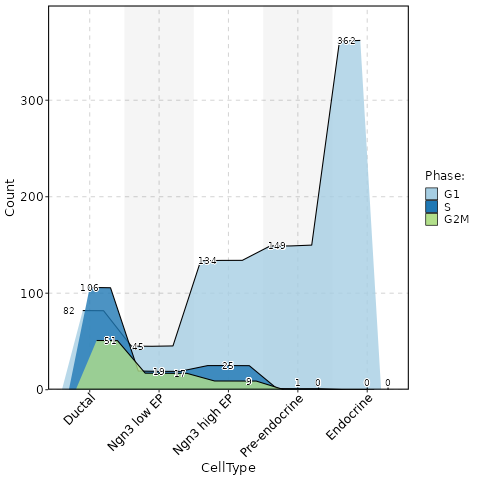 Count
300
200
100
0
362
149
134
106
82
51
45
19
17
25
9
1
0
0
0
Ductal
Ngn3 low EP
Ngn3 high EP
Pre-endocrine
Endocrine
CellType
Phase:
G1
S
G2M